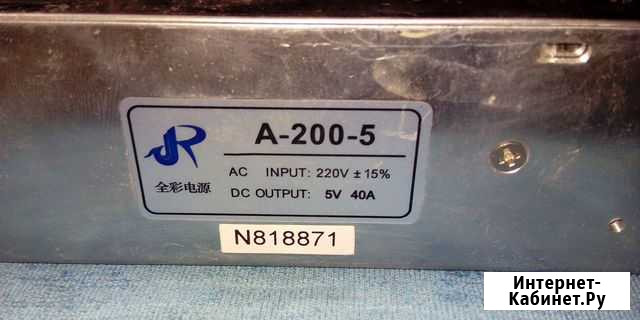 A-200-5
AC INPUT: 220V ± 15%
DC OUTPUT: 5V 40A
全彩电源
N818871
Интернет-
Кабинет.Ру